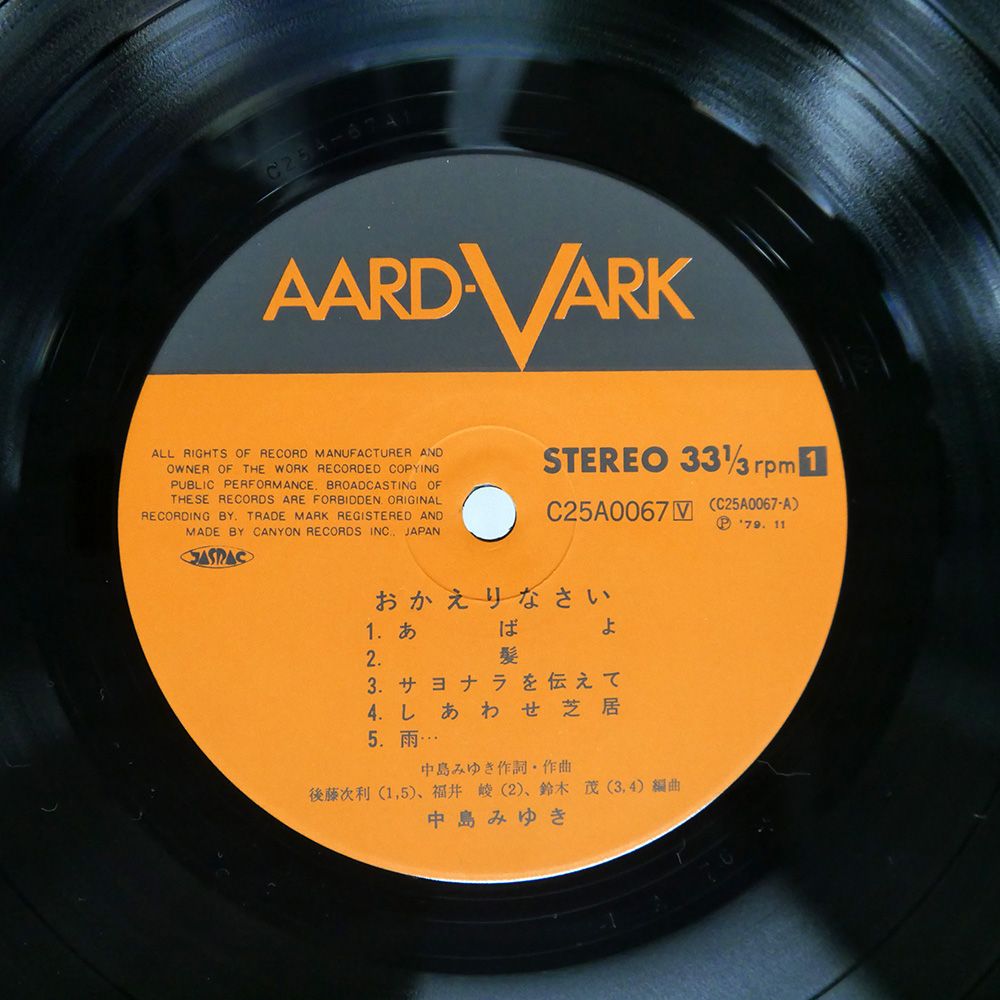 C25A-67A1
AARD-VARK
ALL RIGHTS OF RECORD MANUFACTURER AND
OWNER OF THE WORK RECORDED COPYING
PUBLIC PERFORMANCE, BROADCASTING OF
THESE RECORDS ARE FORBIDDEN ORIGINAL
RECORDING BY. TRADE MARK REGISTERED AND
MADE BY CANYON RECORDS INC., JAPAN
JASRAC
STEREO 33⅓rpm 1
C25A0067 V (C25A0067-A)
Ⓟ '79. 11
おかえりなさい
1. あばよ
2. 髪
3. サヨナラを伝えて
4. しあわせ芝居
5. 雨…
中島みゆき作詞・作曲
後藤次利(1,5)、福井 峻(2)、鈴木 茂(3,4)編曲
中島みゆき